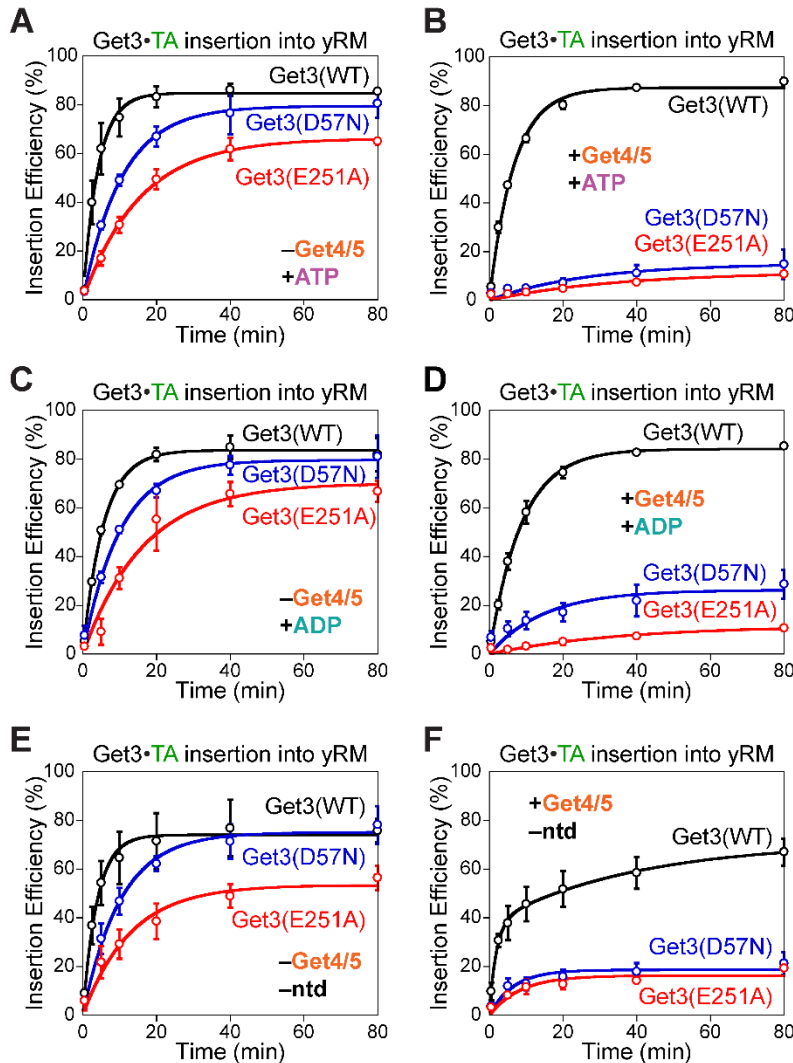 A
Get3•TA insertion into yRM
Insertion Efficiency (%)
100
80
60
40
20
0
Get3(WT)
Get3(D57N)
Get3(E251A)
–Get4/5
+ATP
0
20
40
60
80
Time (min)
B
Get3•TA insertion into yRM
Insertion Efficiency (%)
100
80
60
40
20
0
Get3(WT)
+Get4/5
+ATP
Get3(D57N)
Get3(E251A)
0
20
40
60
80
Time (min)
C
Get3•TA insertion into yRM
Insertion Efficiency (%)
100
80
60
40
20
0
Get3(WT)
Get3(D57N)
Get3(E251A)
–Get4/5
+ADP
0
20
40
60
80
Time (min)
D
Get3•TA insertion into yRM
Insertion Efficiency (%)
100
80
60
40
20
0
Get3(WT)
+Get4/5
+ADP
Get3(D57N)
Get3(E251A)
0
20
40
60
80
Time (min)
E
Get3•TA insertion into yRM
Insertion Efficiency (%)
100
80
60
40
20
0
Get3(WT)
Get3(D57N)
Get3(E251A)
–Get4/5
–ntd
0
20
40
60
80
Time (min)
F
Get3•TA insertion into yRM
Insertion Efficiency (%)
100
80
60
40
20
0
+Get4/5
–ntd
Get3(WT)
Get3(D57N)
Get3(E251A)
0
20
40
60
80
Time (min)